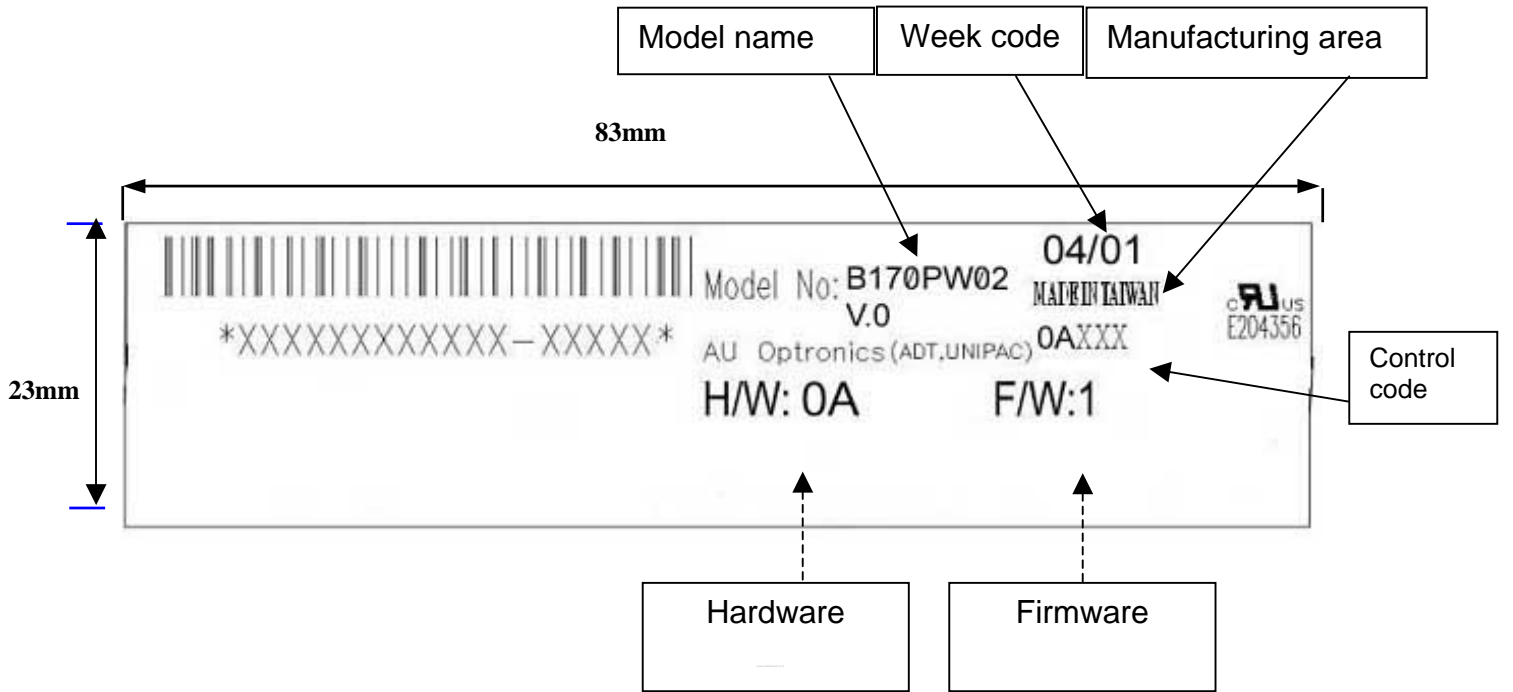 Model name
Week code
Manufacturing area
83mm
04/01
Model No: B170PW02
V.0
MADE IN TAIWAN
c US
E204356
*XXXXXXXXXXXX-XXXXX*
AU Optronics (ADT,UNIPAC)
0AXXX
Control
code
23mm
H/W: 0A
F/W:1
Hardware
Firmware